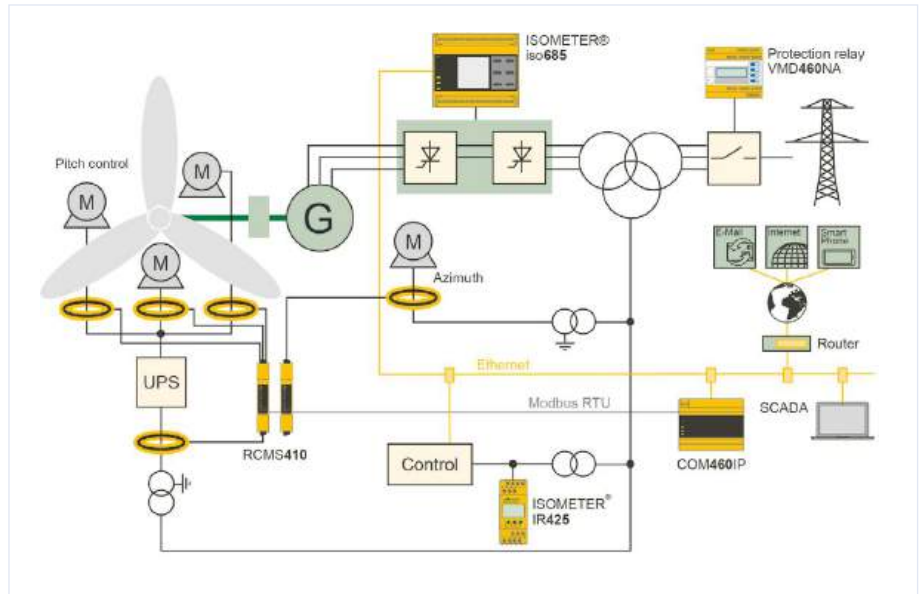 ISOMETER®
iso685
Protection relay
VMD460NA
Pitch control
M
M
M
G
M
Azimuth
E-Mail
Internet
Smart
Phone
Router
Ethernet
UPS
Modbus RTU
SCADA
RCMS410
Control
COM460IP
ISOMETER®
IR425